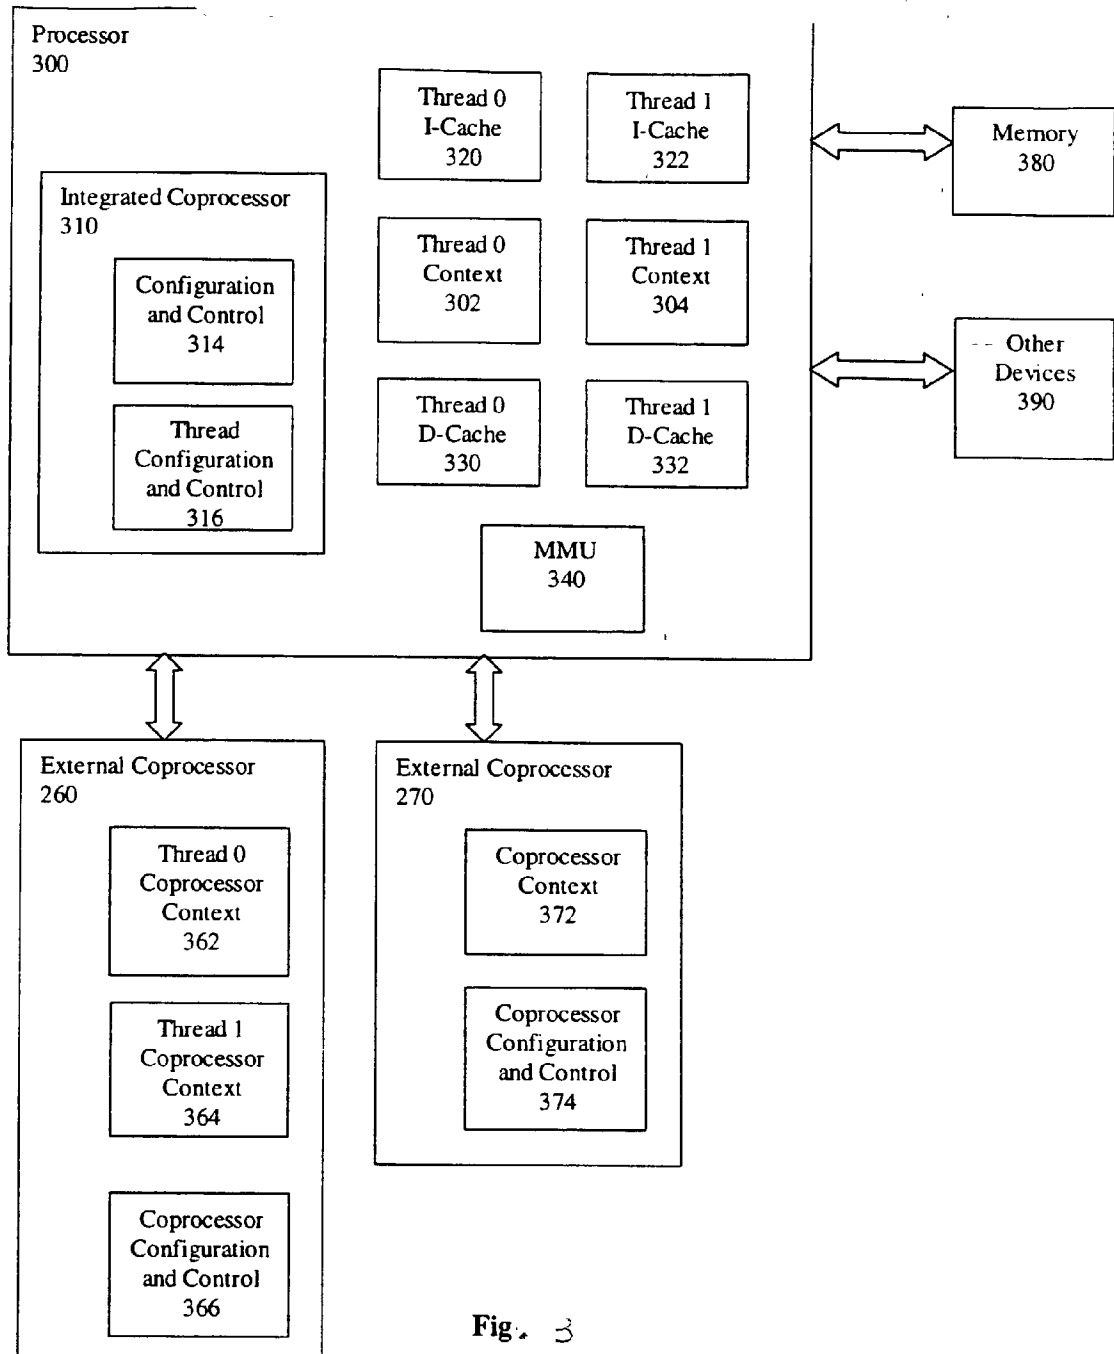 Processor
300
Thread 0
I-Cache
320
Thread 1
I-Cache
322
Memory
380
Integrated Coprocessor
310
Configuration
and Control
314
Thread
Configuration
and Control
316
Thread 0
Context
302
Thread 1
Context
304
Other
Devices
390
Thread 0
D-Cache
330
Thread 1
D-Cache
332
MMU
340
External Coprocessor
260
Thread 0
Coprocessor
Context
362
Thread 1
Coprocessor
Context
364
Coprocessor
Configuration
and Control
366
External Coprocessor
270
Coprocessor
Context
372
Coprocessor
Configuration
and Control
374
Fig. 3